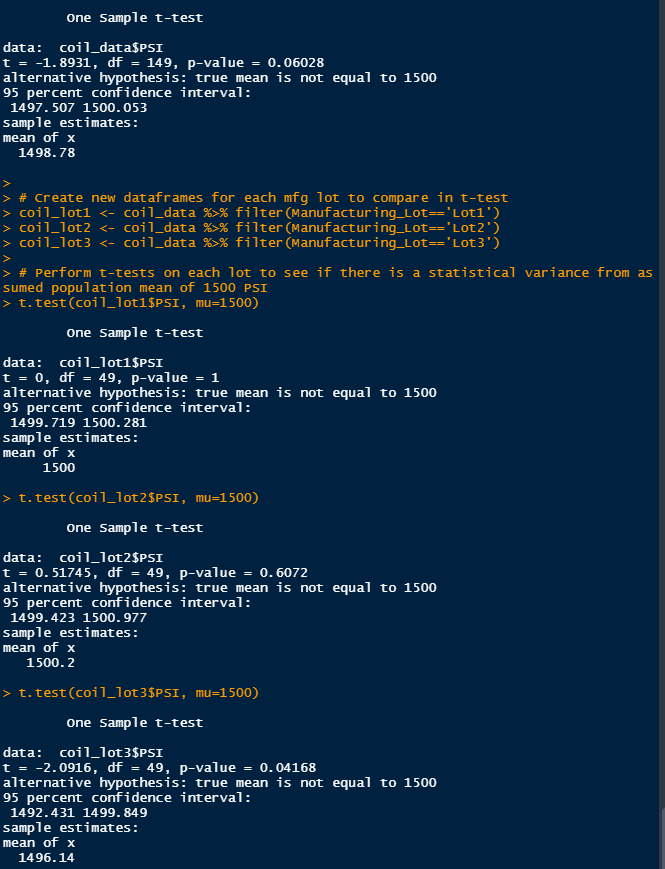 One Sample t-test

data:  coil_data$PSI
t = -1.8931, df = 149, p-value = 0.06028
alternative hypothesis: true mean is not equal to 1500
95 percent confidence interval:
 1497.507 1500.053
sample estimates:
mean of x 
  1498.78 

> 
> # Create new dataframes for each mfg lot to compare in t-test
> coil_lot1 <- coil_data %>% filter(Manufacturing_Lot=='Lot1')
> coil_lot2 <- coil_data %>% filter(Manufacturing_Lot=='Lot2')
> coil_lot3 <- coil_data %>% filter(Manufacturing_Lot=='Lot3')
> 
> # Perform t-tests on each lot to see if there is a statistical variance from as
sumed population mean of 1500 PSI
> t.test(coil_lot1$PSI, mu=1500)

        One Sample t-test

data:  coil_lot1$PSI
t = 0, df = 49, p-value = 1
alternative hypothesis: true mean is not equal to 1500
95 percent confidence interval:
 1499.719 1500.281
sample estimates:
mean of x 
     1500 

> t.test(coil_lot2$PSI, mu=1500)

        One Sample t-test

data:  coil_lot2$PSI
t = 0.51745, df = 49, p-value = 0.6072
alternative hypothesis: true mean is not equal to 1500
95 percent confidence interval:
 1499.423 1500.977
sample estimates:
mean of x 
   1500.2 

> t.test(coil_lot3$PSI, mu=1500)

        One Sample t-test

data:  coil_lot3$PSI
t = -2.0916, df = 49, p-value = 0.04168
alternative hypothesis: true mean is not equal to 1500
95 percent confidence interval:
 1492.431 1499.849
sample estimates:
mean of x 
  1496.14